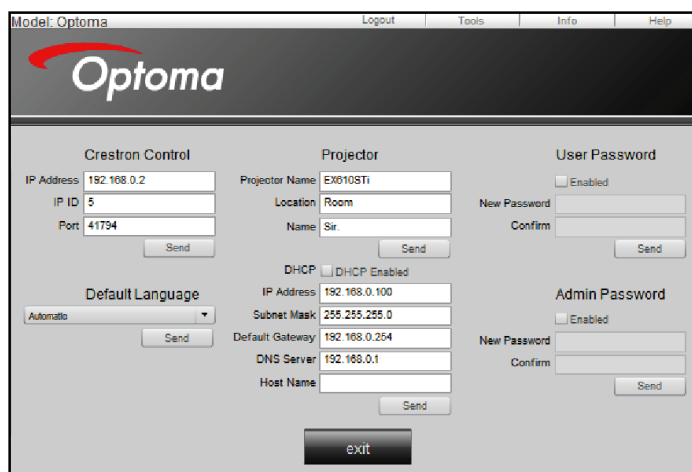 Model: Optoma Logout Tools Info Help
Optoma
Crestron Control
IP Address 192.168.0.2
IP ID 5
Port 41794
Send
Default Language
Automatic
Send
Projector
Projector Name EX610STi
Location Room
Name Sir.
Send
DHCP DHCP Enabled
IP Address 192.168.0.100
Subnet Mask 255.255.255.0
Default Gateway 192.168.0.254
DNS Server 192.168.0.1
Host Name
Send
User Password
Enabled
New Password
Confirm
Send
Admin Password
Enabled
New Password
Confirm
Send
exit